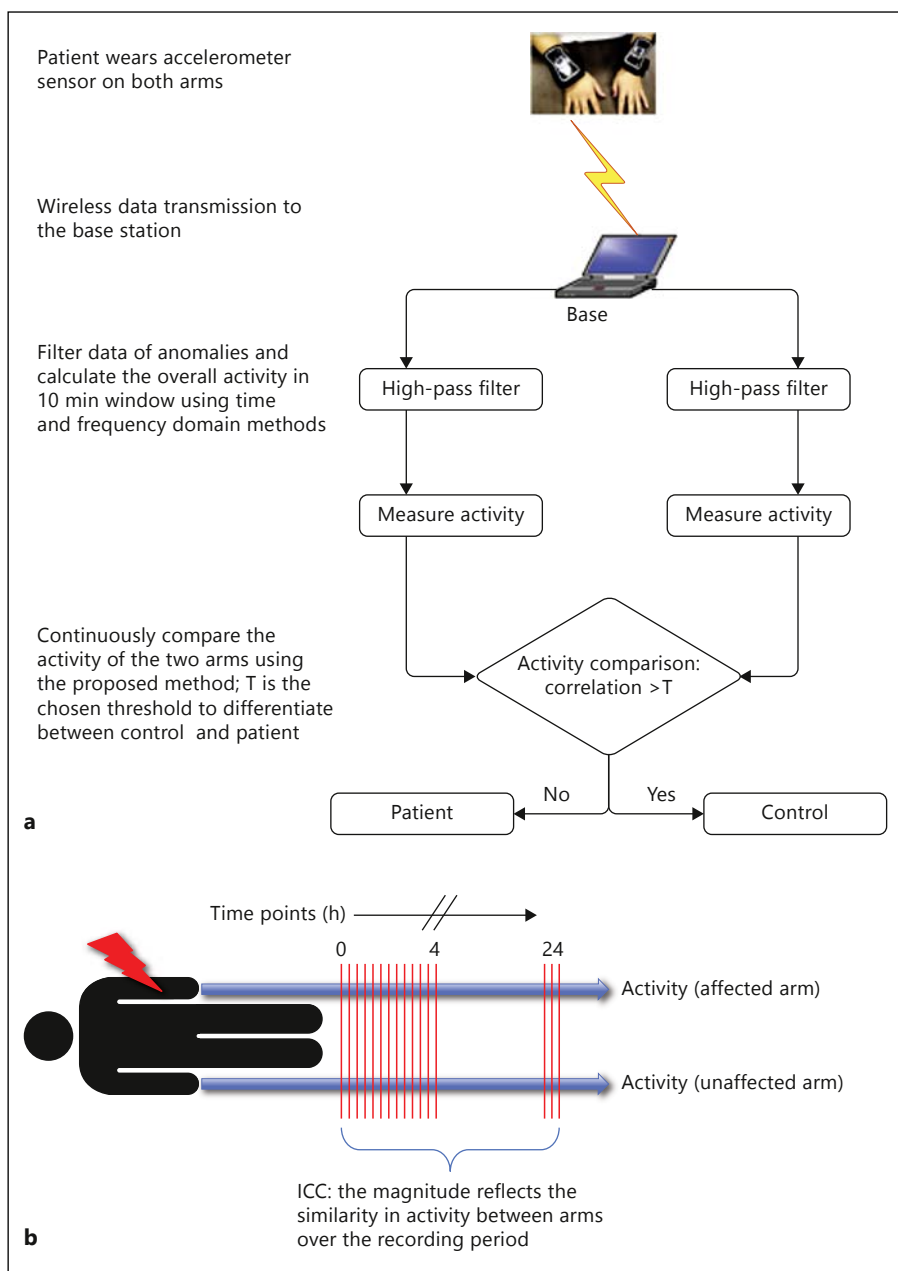 Patient wears accelerometer
sensor on both arms
Wireless data transmission to
the base station
Base
Filter data of anomalies and
calculate the overall activity in
10 min window using time
and frequency domain methods
High-pass filter
High-pass filter
Measure activity
Measure activity
Continuously compare the
activity of the two arms using
the proposed method; T is the
chosen threshold to differentiate
between control and patient
Activity comparison:
correlation >T
No
Yes
Patient
Control
a
Time points (h)
0
4
24
Activity (affected arm)
Activity (unaffected arm)
ICC: the magnitude reflects the
similarity in activity between arms
over the recording period
b